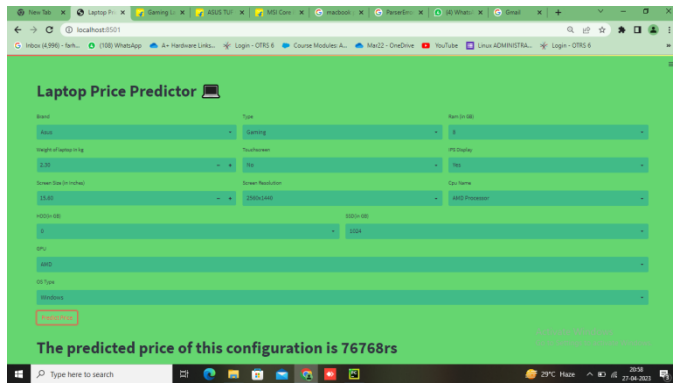 New Tab
Laptop Pr
Gaming L
ASUS TUF
MSI Core
macbook
ParserErr
(6) Whats
Gmail
localhost:8501
Inbox (4,996) - farh...
(108) WhatsApp
A+ Hardware Links...
Login - OTRS 6
Course Modules: A...
Mar22 - OneDrive
YouTube
Linux ADMINISTRA...
Login - OTRS 6
Laptop Price Predictor
Brand
Type
Ram (in GB)
Asus
Gaming
8
Weight of laptop in kg
Touchscreen
IPS Display
2.30
No
Yes
Screen Size (in Inches)
Screen Resolution
Cpu Name
15.60
2560x1440
AMD Processor
HDD(in GB)
SSD(in GB)
0
1024
GPU
AMD
OS Type
Windows
Predict Price
The predicted price of this configuration is 76768rs
Type here to search
29°C Haze
20:58
27-04-2023